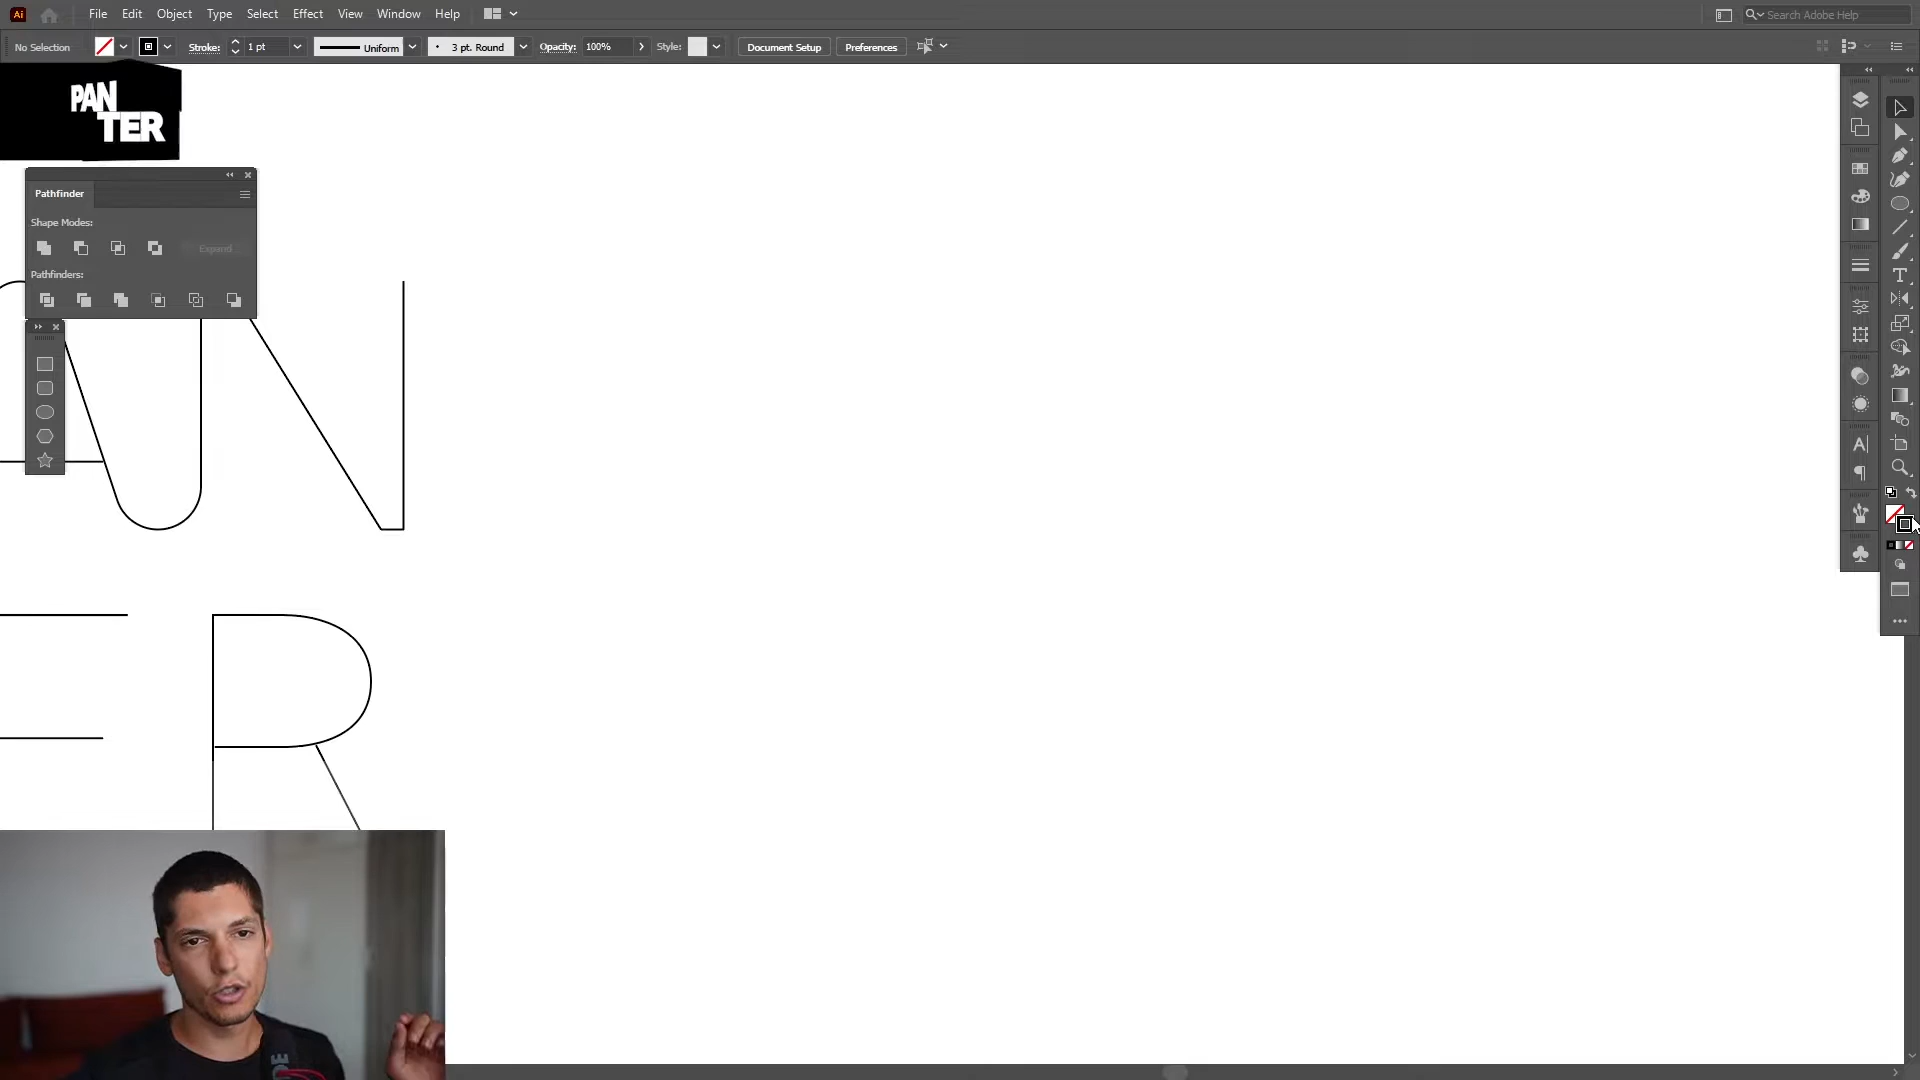 Ai File Edit Object Type Select Effect View Window Help Search Adobe Help
No Selection Stroke: 1 pt Uniform 3 pt. Round Opacity: 100% Style: Document Setup Preferences
PAN
TER
Pathfinder
Shape Modes:
Expand
Pathfinders:
N
E R